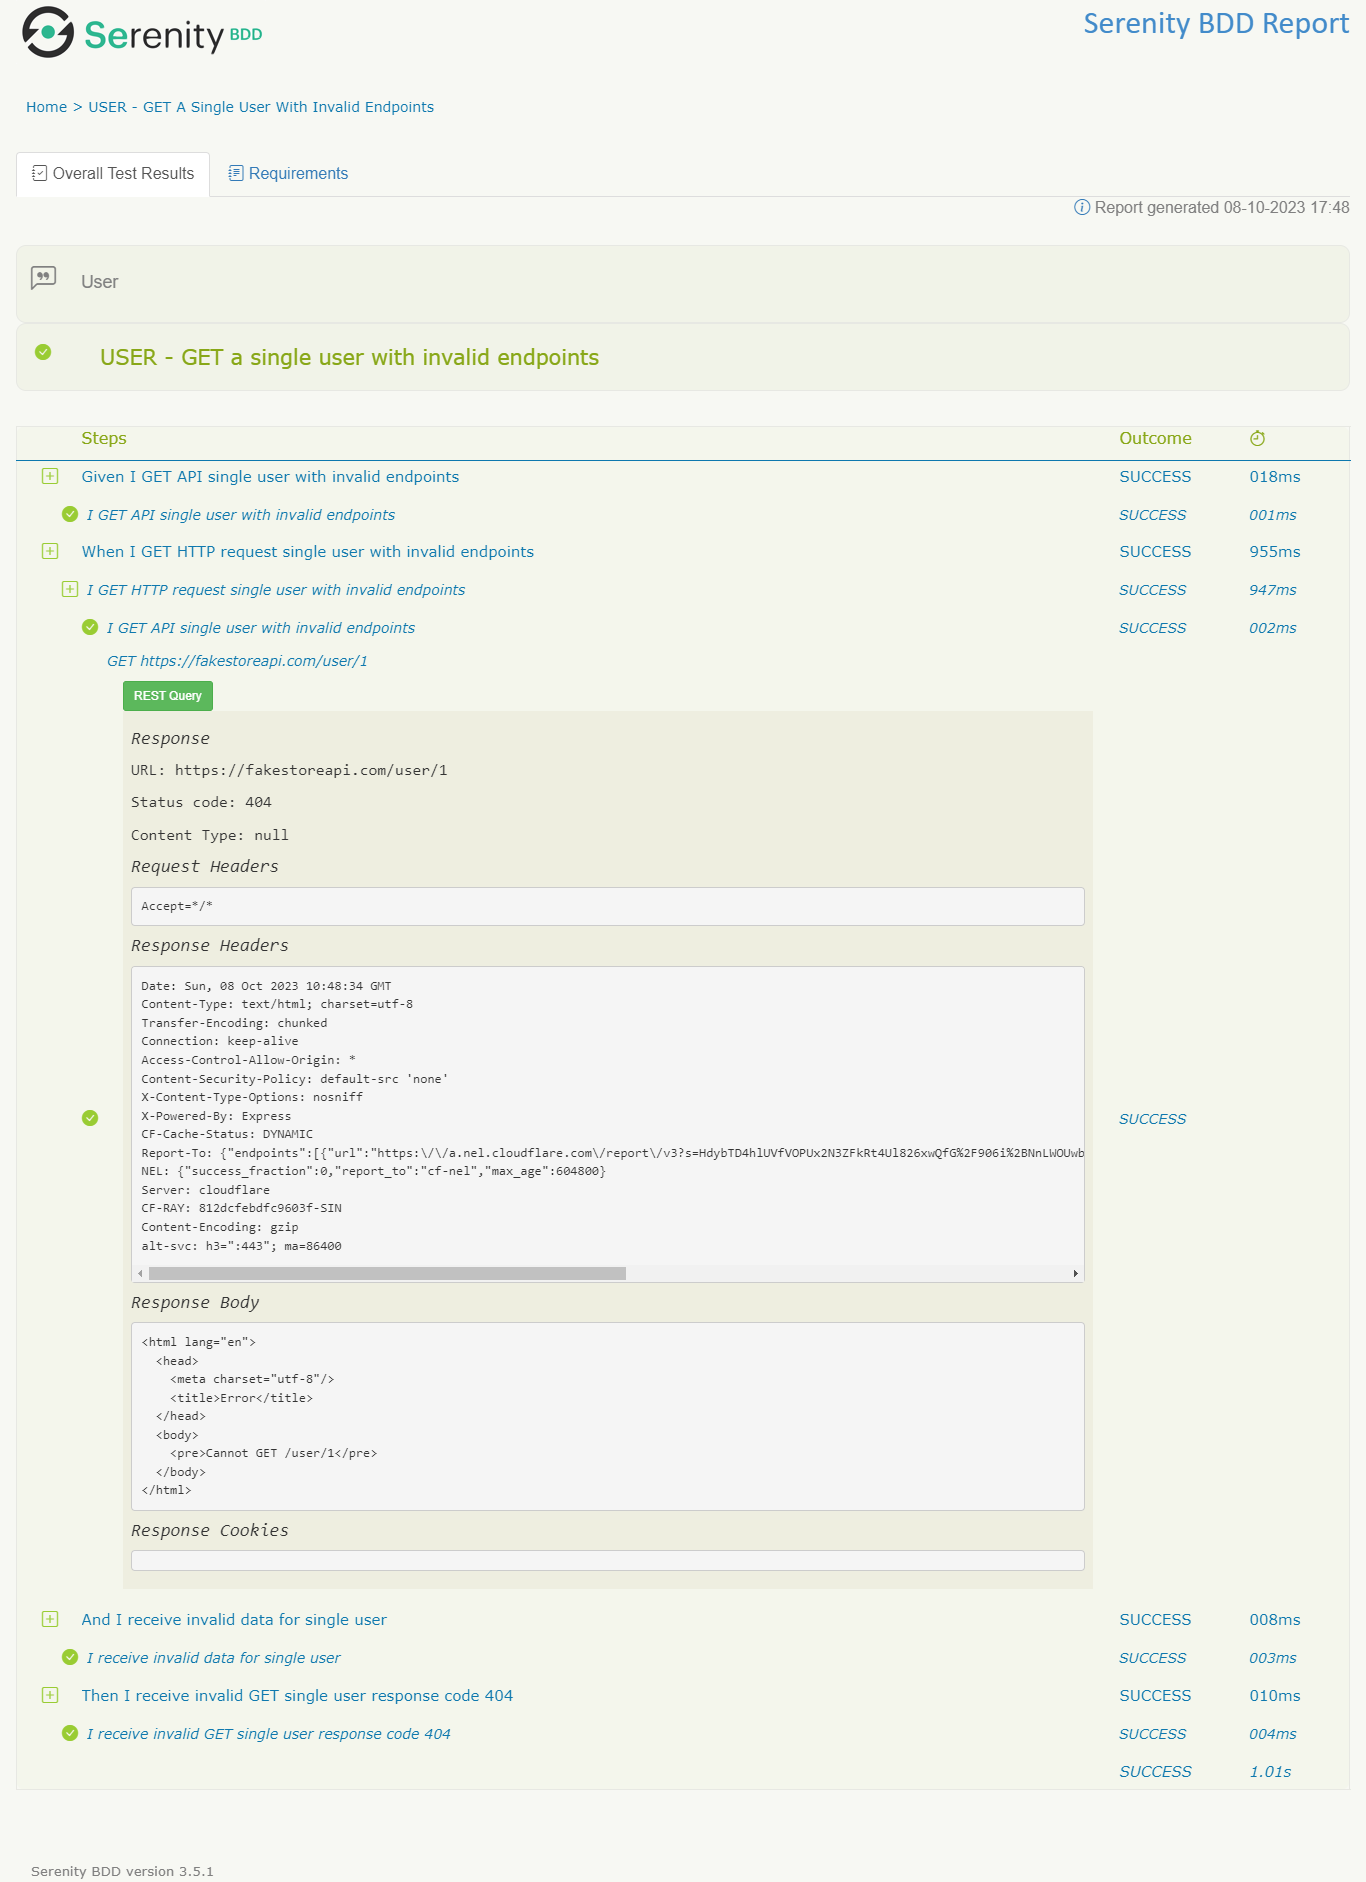 Serenity BDD
Serenity BDD Report
Home > USER - GET A Single User With Invalid Endpoints
Overall Test Results
Requirements
Report generated 08-10-2023 17:48
User
USER - GET a single user with invalid endpoints
Steps Outcome
Given I GET API single user with invalid endpoints SUCCESS 018ms
I GET API single user with invalid endpoints SUCCESS 001ms
When I GET HTTP request single user with invalid endpoints SUCCESS 955ms
I GET HTTP request single user with invalid endpoints SUCCESS 947ms
I GET API single user with invalid endpoints SUCCESS 002ms
GET https://fakestoreapi.com/user/1
REST Query
Response
URL: https://fakestoreapi.com/user/1
Status code: 404
Content Type: null
Request Headers
Accept=*/*
Response Headers
Date: Sun, 08 Oct 2023 10:48:34 GMT
Content-Type: text/html; charset=utf-8
Transfer-Encoding: chunked
Connection: keep-alive
Access-Control-Allow-Origin: *
Content-Security-Policy: default-src 'none'
X-Content-Type-Options: nosniff
X-Powered-By: Express
CF-Cache-Status: DYNAMIC
Report-To: {"endpoints":[{"url":"https:\/\/a.nel.cloudflare.com\/report\/v3?s=HdybTD4hlUVfVOPUx2N3ZFkRt4Ul826xwQfG%2F906i%2BNnLWOUwb
NEL: {"success_fraction":0,"report_to":"cf-nel","max_age":604800}
Server: cloudflare
CF-RAY: 812dcfebdfc9603f-SIN
Content-Encoding: gzip
alt-svc: h3=":443"; ma=86400
SUCCESS
Response Body
<html lang="en">
  <head>
    <meta charset="utf-8"/>
    <title>Error</title>
  </head>
  <body>
    <pre>Cannot GET /user/1</pre>
  </body>
</html>
Response Cookies
And I receive invalid data for single user SUCCESS 008ms
I receive invalid data for single user SUCCESS 003ms
Then I receive invalid GET single user response code 404 SUCCESS 010ms
I receive invalid GET single user response code 404 SUCCESS 004ms
SUCCESS 1.01s
Serenity BDD version 3.5.1